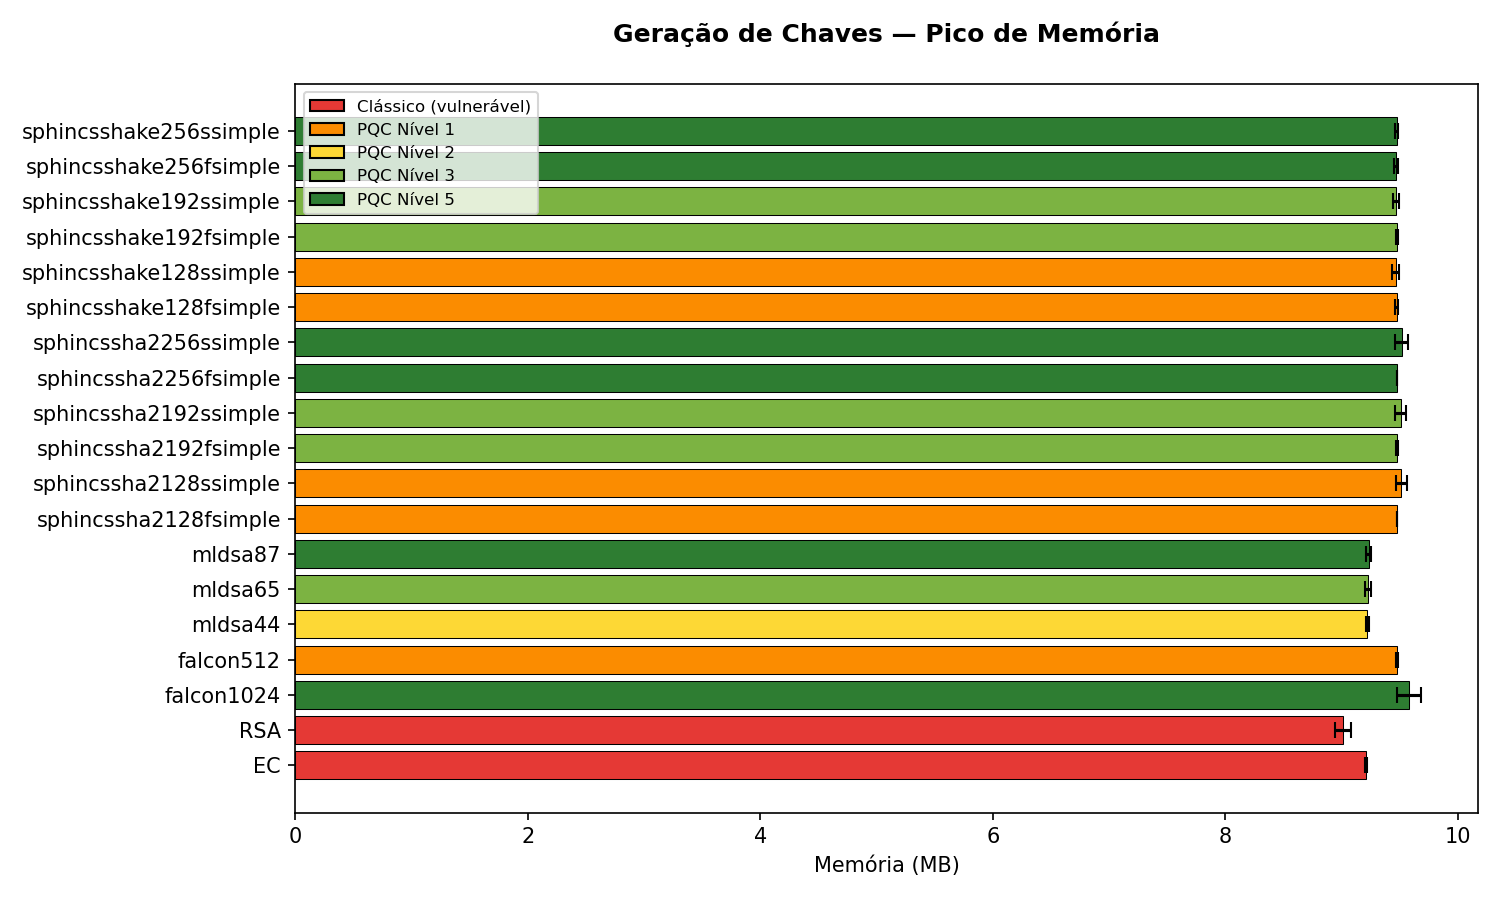 Geração de Chaves — Pico de Memória
Clássico (vulnerável)
PQC Nível 1
PQC Nível 2
PQC Nível 3
PQC Nível 5
sphincsshake256ssimple
sphincsshake256fsimple
sphincsshake192ssimple
sphincsshake192fsimple
sphincsshake128ssimple
sphincsshake128fsimple
sphincssha2256ssimple
sphincssha2256fsimple
sphincssha2192ssimple
sphincssha2192fsimple
sphincssha2128ssimple
sphincssha2128fsimple
mldsa87
mldsa65
mldsa44
falcon512
falcon1024
RSA
EC
0 2 4 6 8 10
Memória (MB)